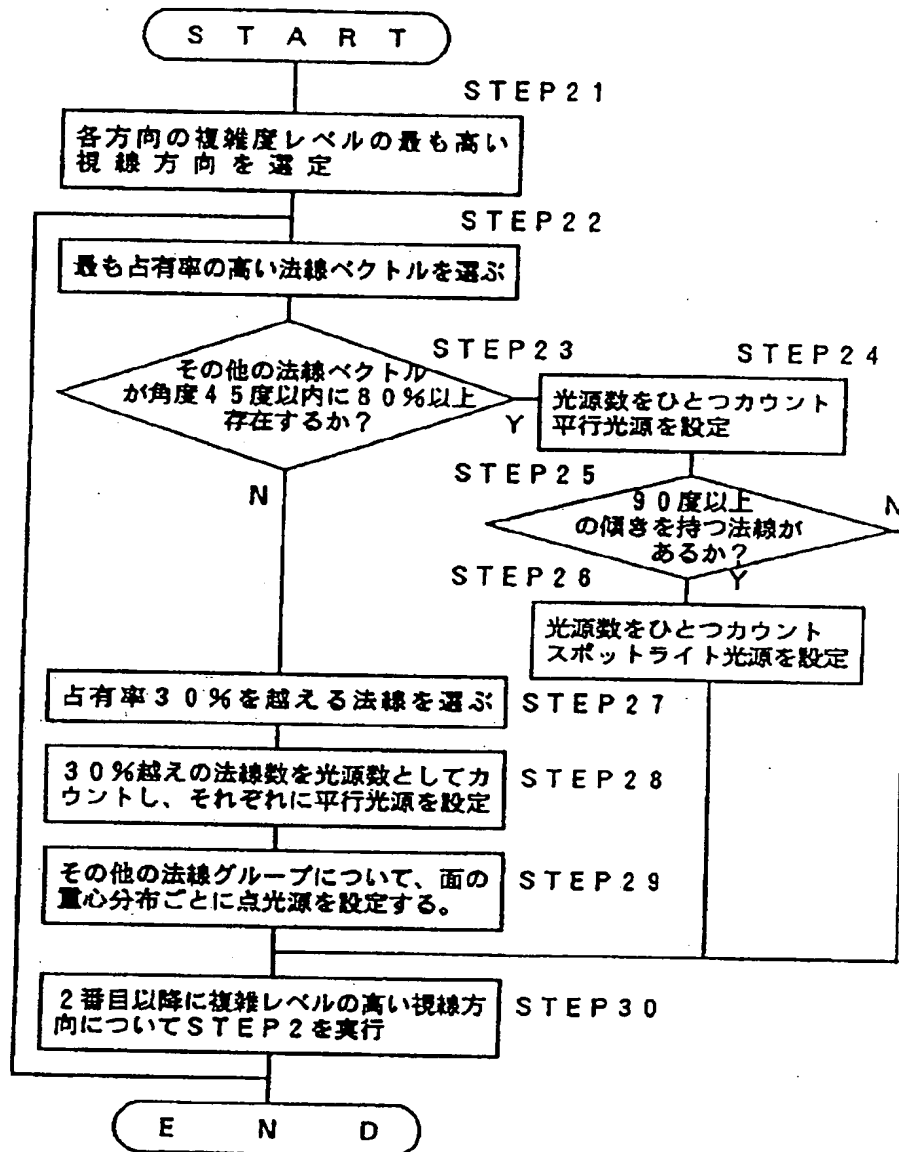 START
STEP21
各方向の複雑度レベルの最も高い
視線方向を選定
STEP22
最も占有率の高い法線ベクトルを選ぶ
STEP23
その他の法線ベクトル
が角度45度以内に80%以上
存在するか?
Y
N
STEP24
光源数をひとつカウント
平行光源を設定
STEP25
90度以上
の傾きを持つ法線が
あるか?
N
Y
STEP26
光源数をひとつカウント
スポットライト光源を設定
占有率30%を越える法線を選ぶ
STEP27
30%越えの法線数を光源数としてカ
ウントし、それぞれに平行光源を設定
STEP28
その他の法線グループについて、面の
重心分布ごとに点光源を設定する。
STEP29
2番目以降に複雑レベルの高い視線方
向についてSTEP2を実行
STEP30
END